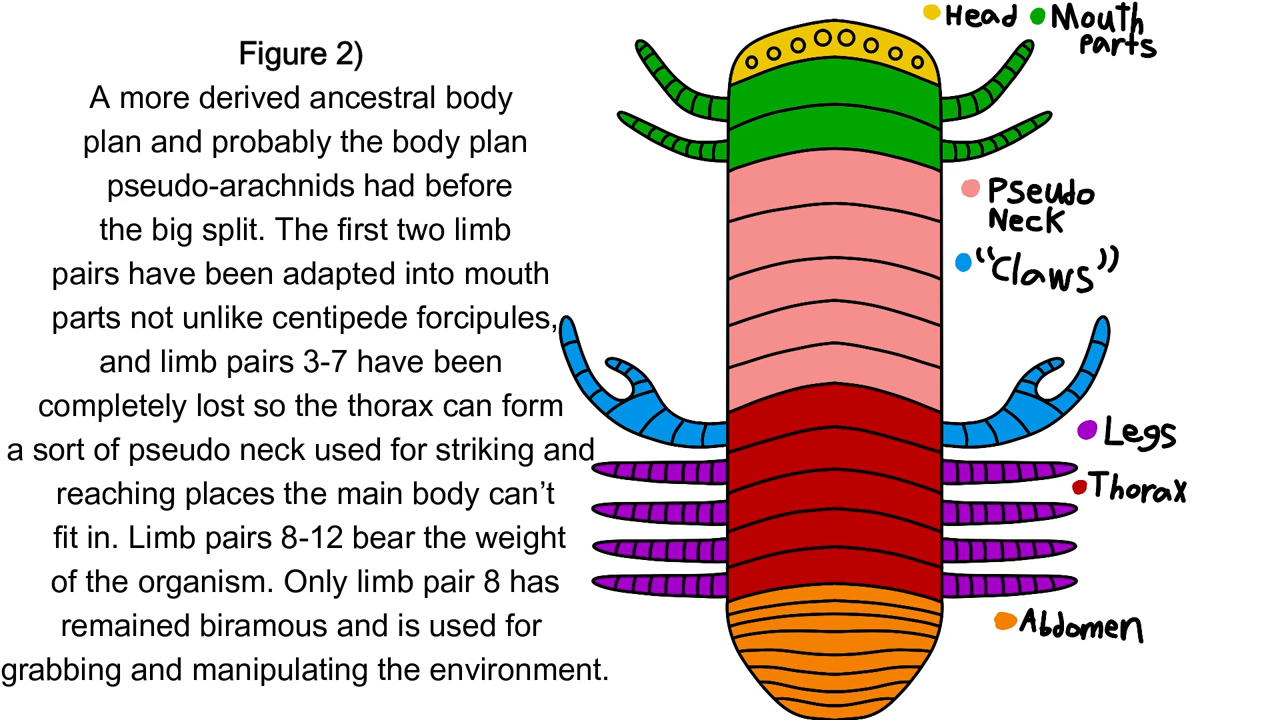 Figure 2)
A more derived ancestral body
plan and probably the body plan
pseudo-arachnids had before
the big split. The first two limb
pairs have been adapted into mouth
parts not unlike centipede forcipules,
and limb pairs 3-7 have been
completely lost so the thorax can form
a sort of pseudo neck used for striking and
reaching places the main body can’t
fit in. Limb pairs 8-12 bear the weight
of the organism. Only limb pair 8 has
remained biramous and is used for
grabbing and manipulating the environment.
Head
Mouth
parts
Pseudo
Neck
“Claws”
Legs
Thorax
Abdomen